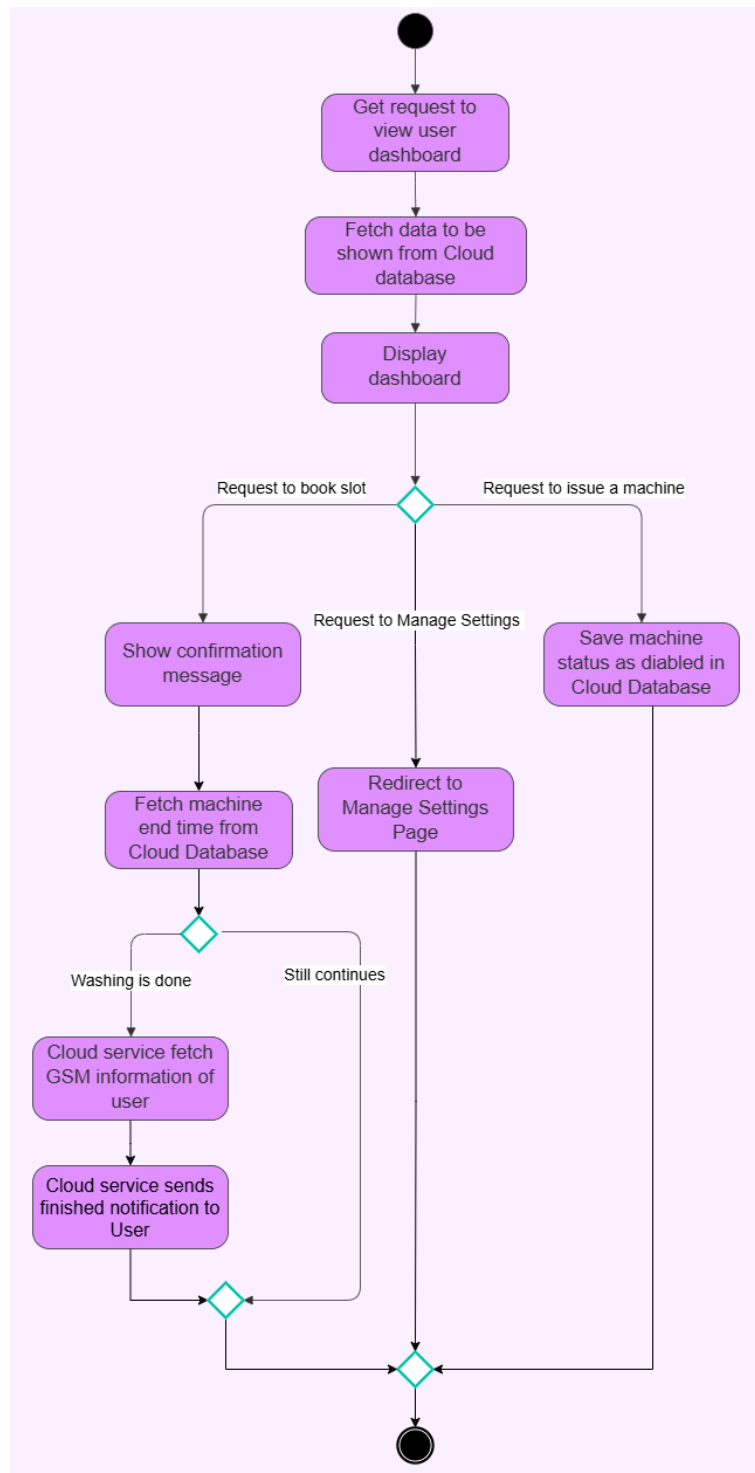 Get request to
view user
dashboard
Fetch data to be
shown from Cloud
database
Display
dashboard
Request to book slot
Request to issue a machine
Request to Manage Settings
Show confirmation
message
Save machine
status as diabled in
Cloud Database
Fetch machine
end time from
Cloud Database
Redirect to
Manage Settings
Page
Washing is done
Still continues
Cloud service fetch
GSM information of
user
Cloud service sends
finished notification to
User